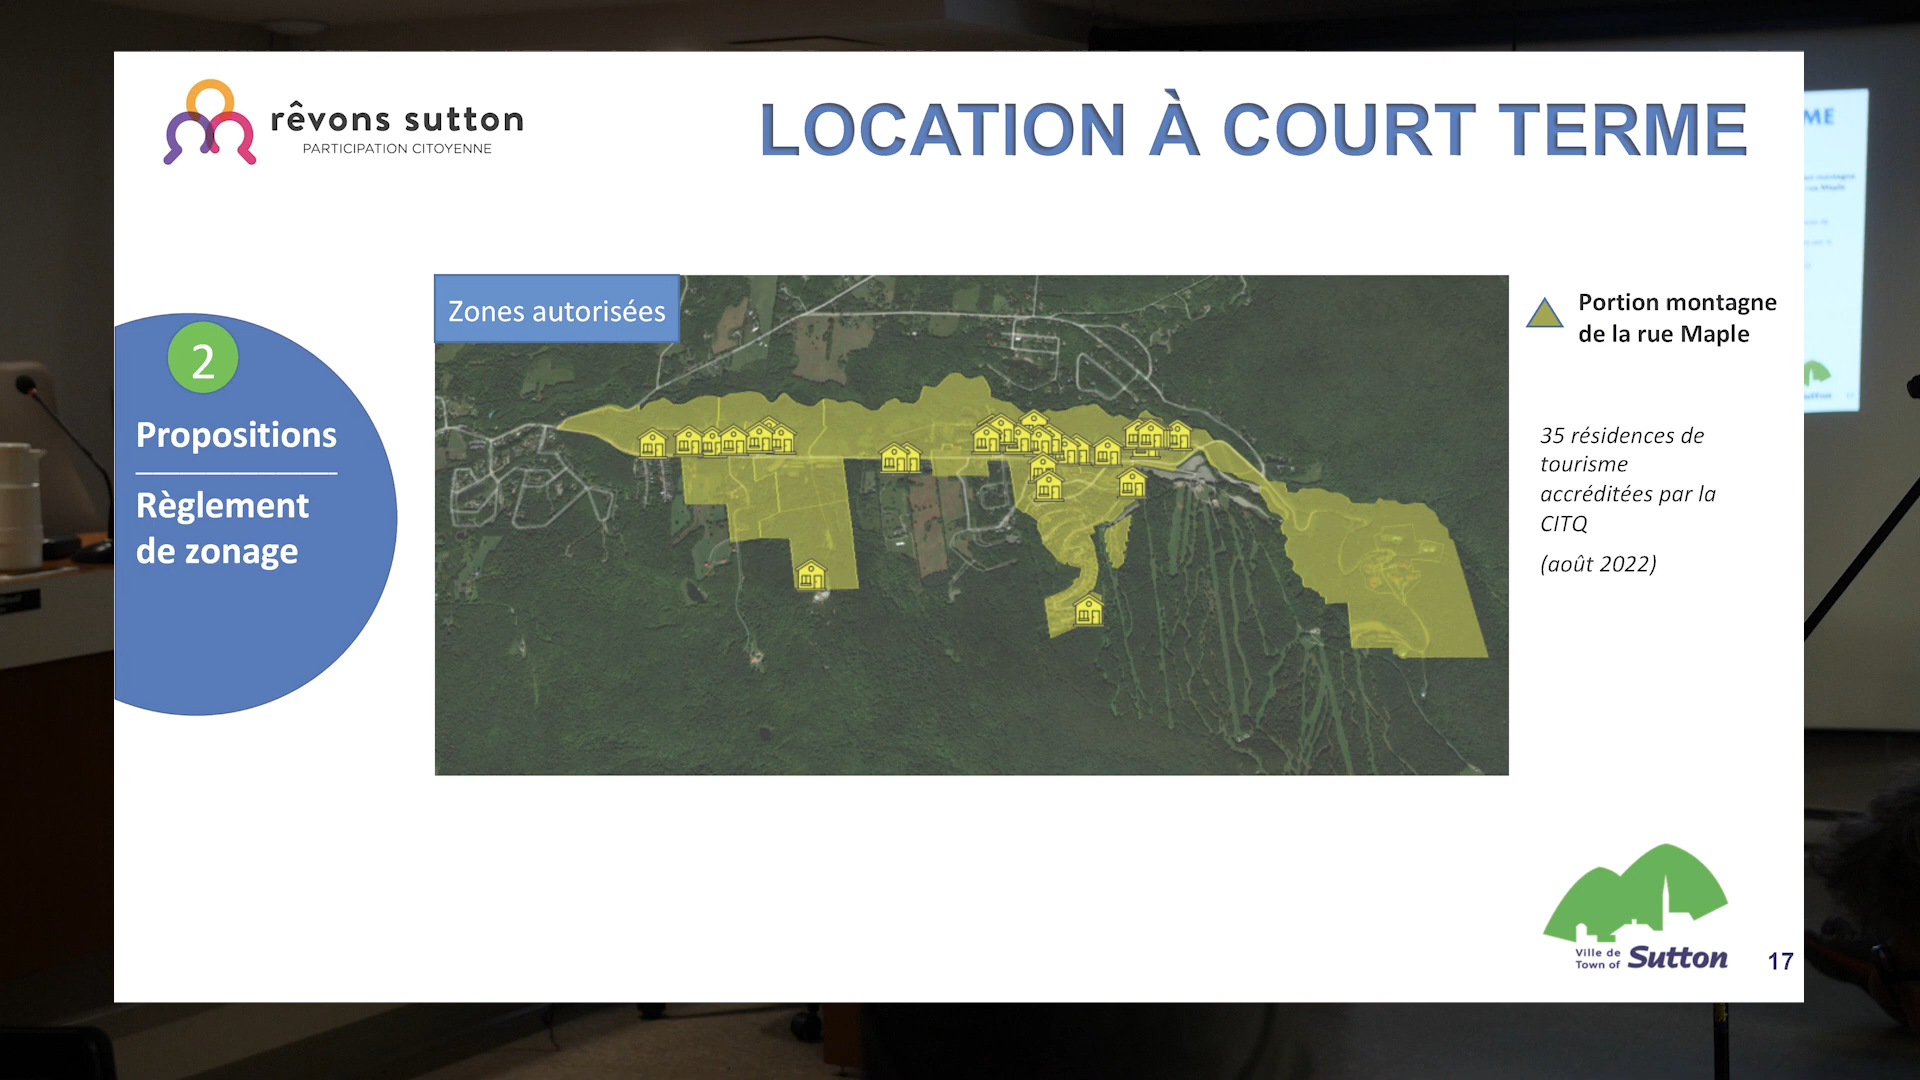 rêvons sutton
PARTICIPATION CITOYENNE
LOCATION À COURT TERME
2
Propositions
Règlement
de zonage
Zones autorisées
Portion montagne
de la rue Maple
35 résidences de
tourisme
accréditées par la
CITQ
(août 2022)
Ville de
Town of
Sutton
17
ME